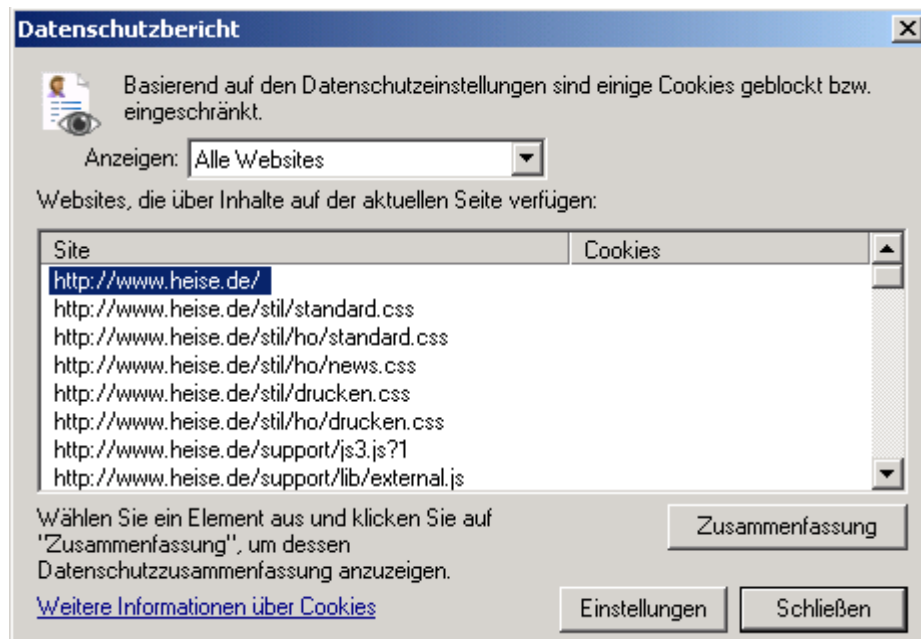 Datenschutzbericht
Basierend auf den Datenschutzeinstellungen sind einige Cookies geblockt bzw.
eingeschränkt.
Anzeigen: Alle Websites
Websites, die über Inhalte auf der aktuellen Seite verfügen:
Site Cookies
http://www.heise.de/
http://www.heise.de/stil/standard.css
http://www.heise.de/stil/ho/standard.css
http://www.heise.de/stil/ho/news.css
http://www.heise.de/stil/drucken.css
http://www.heise.de/stil/ho/drucken.css
http://www.heise.de/support/js3.js?1
http://www.heise.de/support/lib/external.js
Wählen Sie ein Element aus und klicken Sie auf
"Zusammenfassung", um dessen
Datenschutzzusammenfassung anzuzeigen.
Zusammenfassung
Weitere Informationen über Cookies
Einstellungen
Schließen